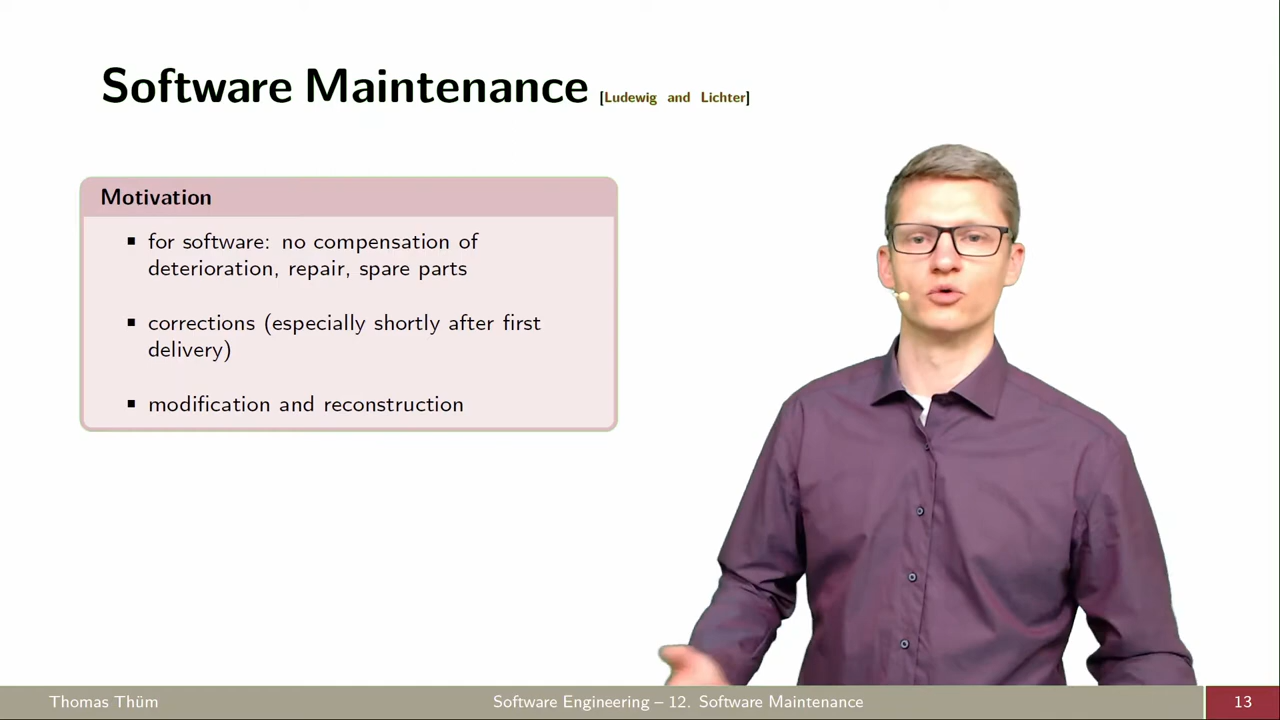 Software Maintenance [Ludewig and Lichter]
Motivation
▪ for software: no compensation of
deterioration, repair, spare parts
▪ corrections (especially shortly after first
delivery)
▪ modification and reconstruction
Thomas Thüm
Software Engineering – 12. Software Maintenance
13